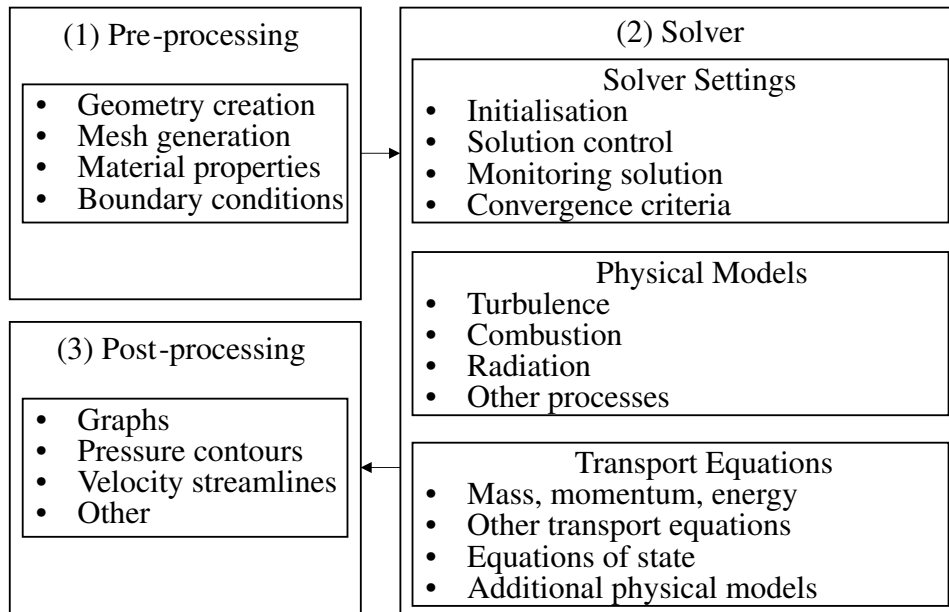 (1) Pre-processing
• Geometry creation
• Mesh generation
• Material properties
• Boundary conditions
(2) Solver
Solver Settings
• Initialisation
• Solution control
• Monitoring solution
• Convergence criteria
Physical Models
• Turbulence
• Combustion
• Radiation
• Other processes
Transport Equations
• Mass, momentum, energy
• Other transport equations
• Equations of state
• Additional physical models
(3) Post-processing
• Graphs
• Pressure contours
• Velocity streamlines
• Other